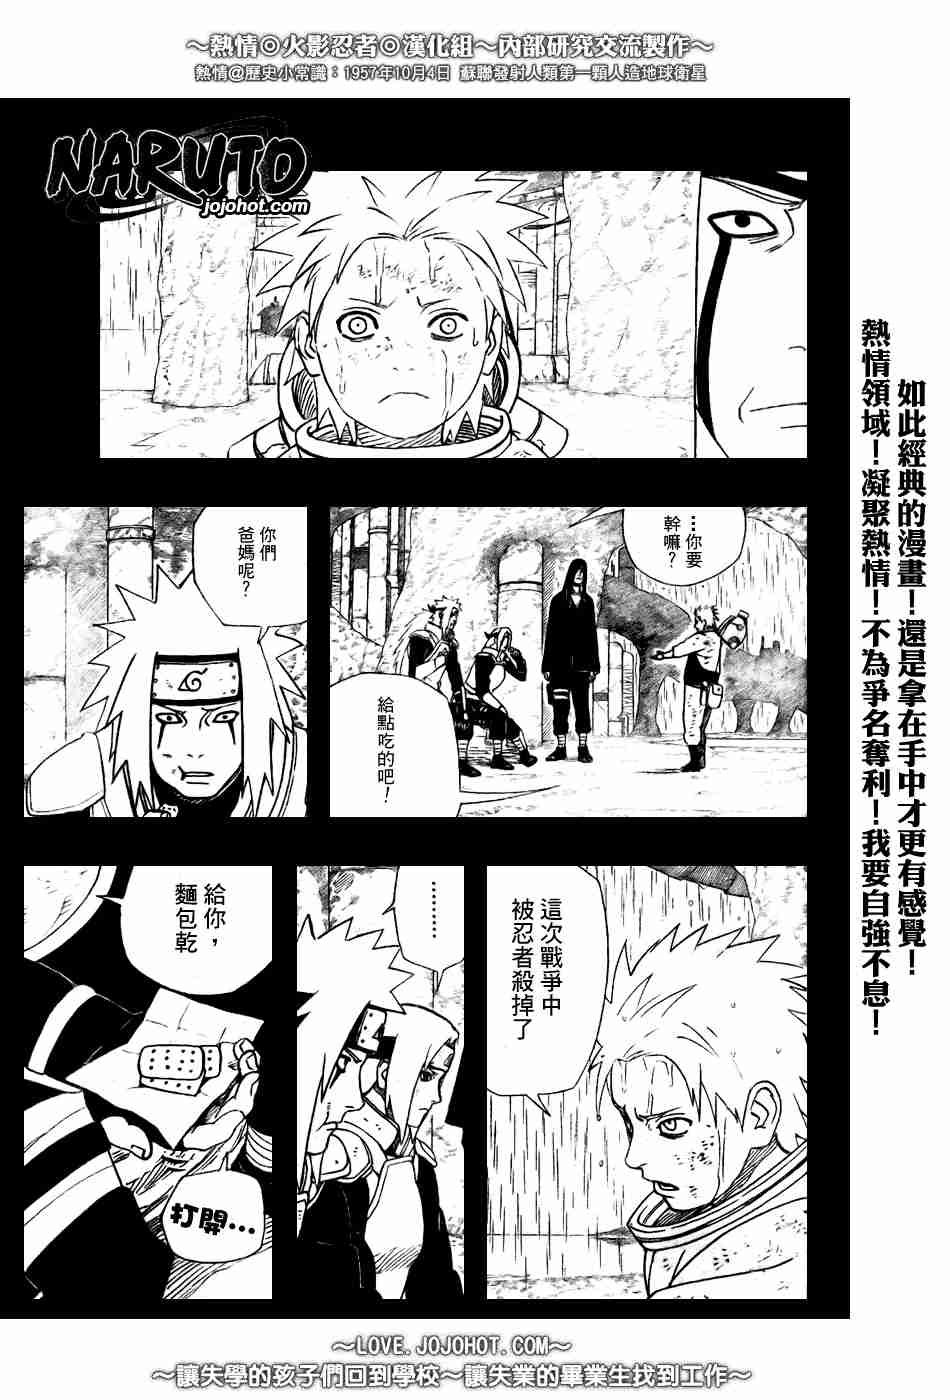 ～熱情◎火影忍者◎漢化組～內部研究交流製作～
熱情@歷史小常識：1957年10月4日 蘇聯發射人類第一顆人造地球衛星
NARUTO
jojohot.com
…你要
幹嘛？
給點吃的吧！
你們
爸媽呢？
這次戰爭中
被忍者殺掉了
………
給你，
麵包乾
打開…
如此經典的漫畫！還是拿在手中才更有感覺！
熱情領域！凝聚熱情！不為爭名奪利！我要自強不息！
～LOVE.JOJOHOT.COM～
～讓失學的孩子們回到學校～讓失業的畢業生找到工作～